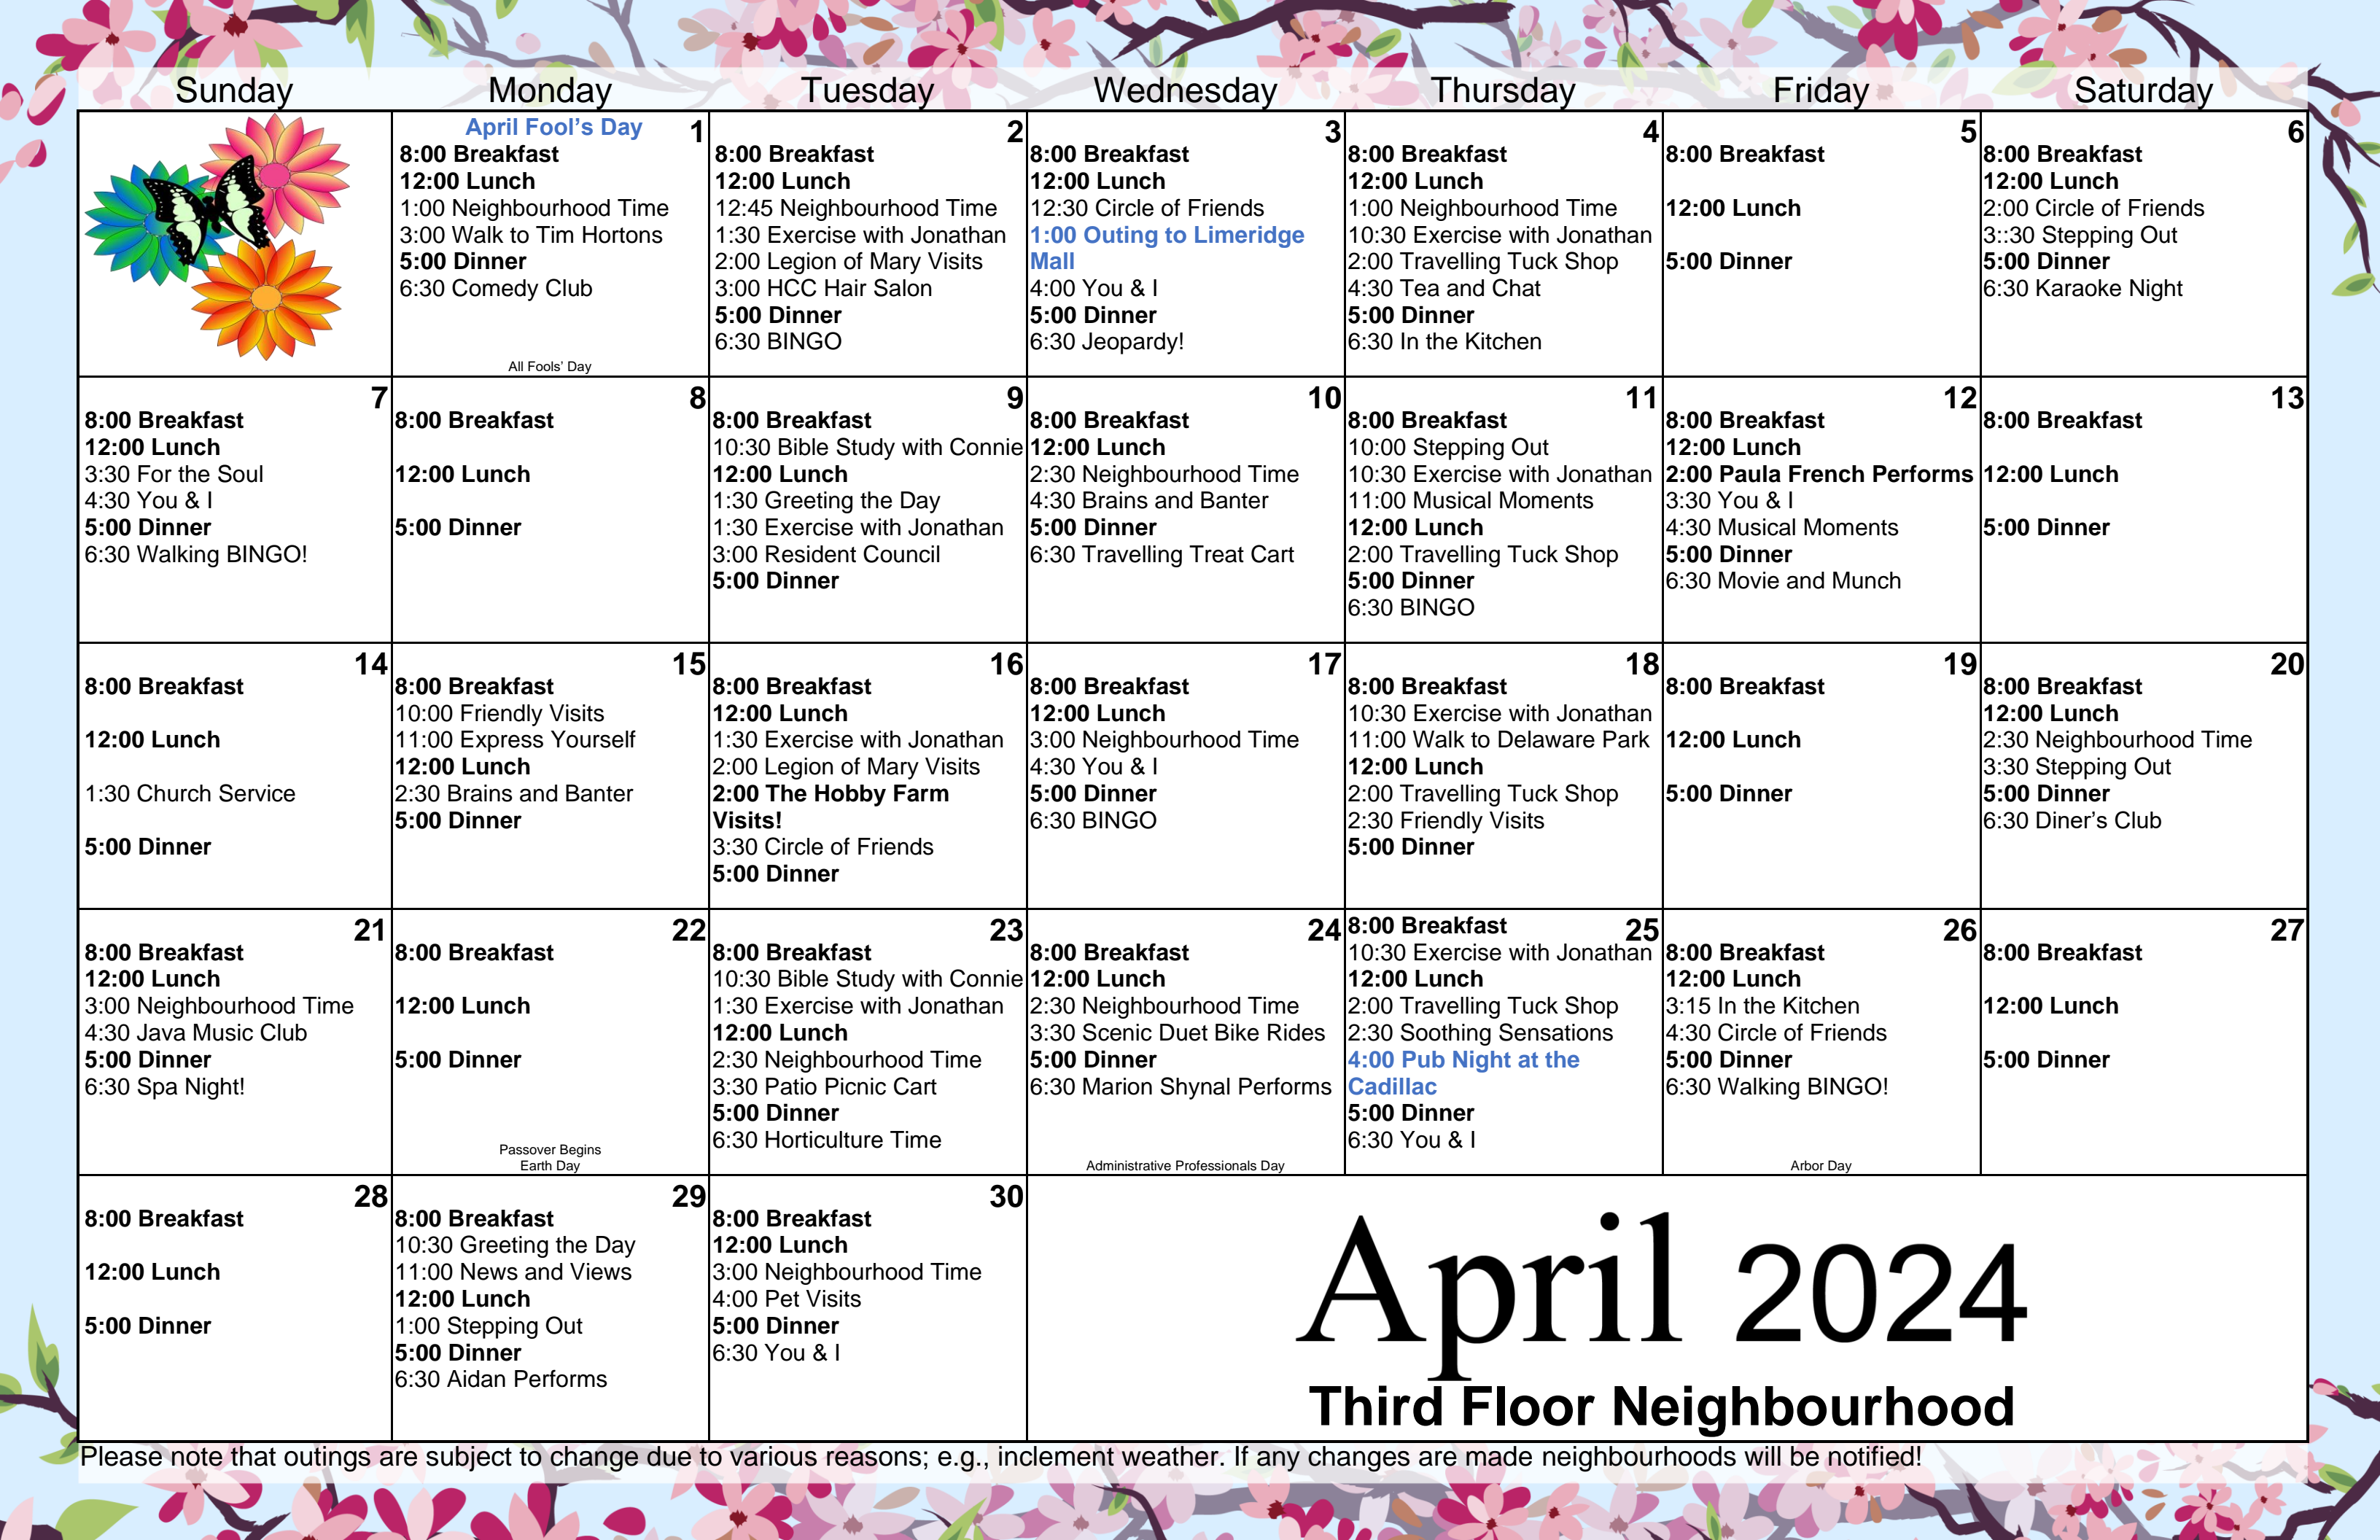 Sunday Monday Tuesday Wednesday Thursday Friday Saturday
April Fool's Day 1
8:00 Breakfast
12:00 Lunch
1:00 Neighbourhood Time
3:00 Walk to Tim Hortons
5:00 Dinner
6:30 Comedy Club
All Fools' Day
2
8:00 Breakfast
12:00 Lunch
12:45 Neighbourhood Time
1:30 Exercise with Jonathan
2:00 Legion of Mary Visits
3:00 HCC Hair Salon
5:00 Dinner
6:30 BINGO
3
8:00 Breakfast
12:00 Lunch
12:30 Circle of Friends
1:00 Outing to Limeridge
Mall
4:00 You & I
5:00 Dinner
6:30 Jeopardy!
4
8:00 Breakfast
12:00 Lunch
1:00 Neighbourhood Time
10:30 Exercise with Jonathan
2:00 Travelling Tuck Shop
4:30 Tea and Chat
5:00 Dinner
6:30 In the Kitchen
5
8:00 Breakfast
12:00 Lunch
5:00 Dinner
6
8:00 Breakfast
12:00 Lunch
2:00 Circle of Friends
3::30 Stepping Out
5:00 Dinner
6:30 Karaoke Night
7
8:00 Breakfast
12:00 Lunch
3:30 For the Soul
4:30 You & I
5:00 Dinner
6:30 Walking BINGO!
8
8:00 Breakfast
12:00 Lunch
5:00 Dinner
9
8:00 Breakfast
10:30 Bible Study with Connie
12:00 Lunch
1:30 Greeting the Day
1:30 Exercise with Jonathan
3:00 Resident Council
5:00 Dinner
10
8:00 Breakfast
12:00 Lunch
2:30 Neighbourhood Time
4:30 Brains and Banter
5:00 Dinner
6:30 Travelling Treat Cart
11
8:00 Breakfast
10:00 Stepping Out
10:30 Exercise with Jonathan
11:00 Musical Moments
12:00 Lunch
2:00 Travelling Tuck Shop
5:00 Dinner
6:30 BINGO
12
8:00 Breakfast
12:00 Lunch
2:00 Paula French Performs
3:30 You & I
4:30 Musical Moments
5:00 Dinner
6:30 Movie and Munch
13
8:00 Breakfast
12:00 Lunch
5:00 Dinner
14
8:00 Breakfast
12:00 Lunch
1:30 Church Service
5:00 Dinner
15
8:00 Breakfast
10:00 Friendly Visits
11:00 Express Yourself
12:00 Lunch
2:30 Brains and Banter
5:00 Dinner
16
8:00 Breakfast
12:00 Lunch
1:30 Exercise with Jonathan
2:00 Legion of Mary Visits
2:00 The Hobby Farm
Visits!
3:30 Circle of Friends
5:00 Dinner
17
8:00 Breakfast
12:00 Lunch
3:00 Neighbourhood Time
4:30 You & I
5:00 Dinner
6:30 BINGO
18
8:00 Breakfast
10:30 Exercise with Jonathan
11:00 Walk to Delaware Park
12:00 Lunch
2:00 Travelling Tuck Shop
2:30 Friendly Visits
5:00 Dinner
19
8:00 Breakfast
12:00 Lunch
5:00 Dinner
20
8:00 Breakfast
12:00 Lunch
2:30 Neighbourhood Time
3:30 Stepping Out
5:00 Dinner
6:30 Diner's Club
21
8:00 Breakfast
12:00 Lunch
3:00 Neighbourhood Time
4:30 Java Music Club
5:00 Dinner
6:30 Spa Night!
22
8:00 Breakfast
12:00 Lunch
5:00 Dinner
Passover Begins
Earth Day
23
8:00 Breakfast
10:30 Bible Study with Connie
1:30 Exercise with Jonathan
12:00 Lunch
2:30 Neighbourhood Time
3:30 Patio Picnic Cart
5:00 Dinner
6:30 Horticulture Time
24
8:00 Breakfast
12:00 Lunch
2:30 Neighbourhood Time
3:30 Scenic Duet Bike Rides
5:00 Dinner
6:30 Marion Shynal Performs
Administrative Professionals Day
8:00 Breakfast 25
10:30 Exercise with Jonathan
12:00 Lunch
2:00 Travelling Tuck Shop
2:30 Soothing Sensations
4:00 Pub Night at the
Cadillac
5:00 Dinner
6:30 You & I
26
8:00 Breakfast
12:00 Lunch
3:15 In the Kitchen
4:30 Circle of Friends
5:00 Dinner
6:30 Walking BINGO!
Arbor Day
27
8:00 Breakfast
12:00 Lunch
5:00 Dinner
28
8:00 Breakfast
12:00 Lunch
5:00 Dinner
29
8:00 Breakfast
10:30 Greeting the Day
11:00 News and Views
12:00 Lunch
1:00 Stepping Out
5:00 Dinner
6:30 Aidan Performs
30
8:00 Breakfast
12:00 Lunch
3:00 Neighbourhood Time
4:00 Pet Visits
5:00 Dinner
6:30 You & I
April 2024
Third Floor Neighbourhood
Please note that outings are subject to change due to various reasons; e.g., inclement weather. If any changes are made neighbourhoods will be notified!